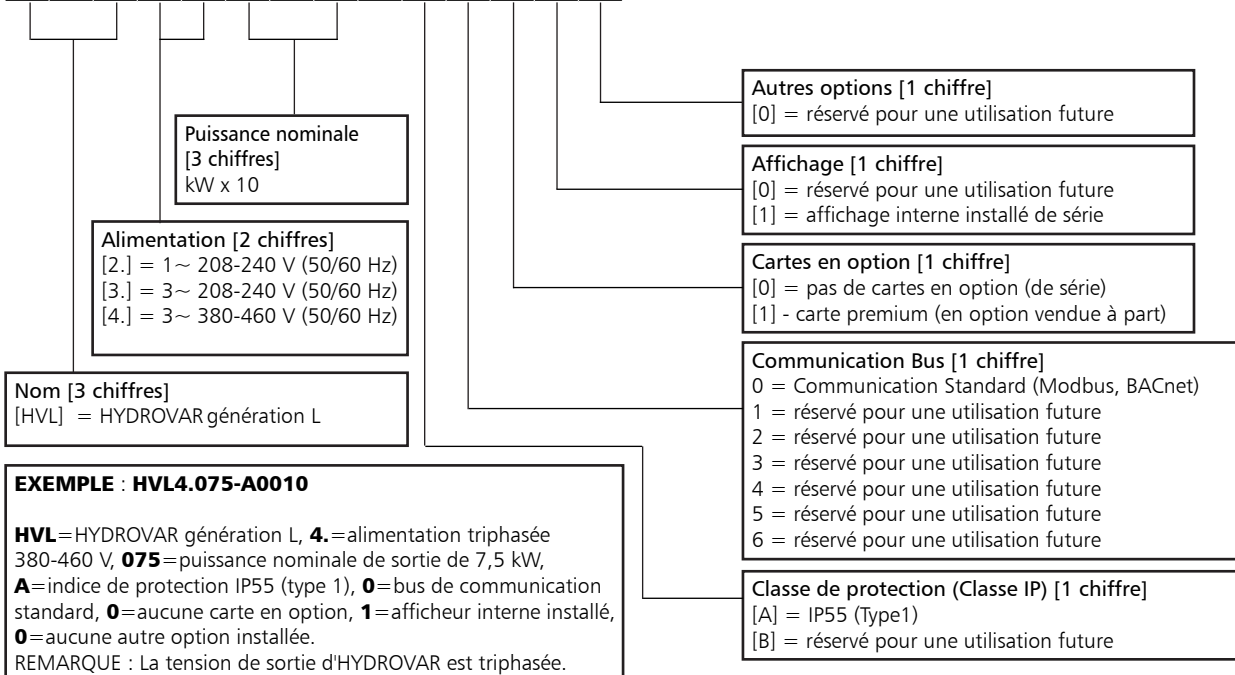 Puissance nominale
[3 chiffres]
kW x 10
Alimentation [2 chiffres]
[2.] = 1~ 208-240 V (50/60 Hz)
[3.] = 3~ 208-240 V (50/60 Hz)
[4.] = 3~ 380-460 V (50/60 Hz)
Nom [3 chiffres]
[HVL] = HYDROVAR génération L
EXEMPLE : HVL4.075-A0010
HVL=HYDROVAR génération L, 4.=alimentation triphasée
380-460 V, 075=puissance nominale de sortie de 7,5 kW,
A=indice de protection IP55 (type 1), 0=bus de communication
standard, 0=aucune carte en option, 1=afficheur interne installé,
0=aucune autre option installée.
REMARQUE : La tension de sortie d'HYDROVAR est triphasée.
Autres options [1 chiffre]
[0] = réservé pour une utilisation future
Affichage [1 chiffre]
[0] = réservé pour une utilisation future
[1] = affichage interne installé de série
Cartes en option [1 chiffre]
[0] = pas de cartes en option (de série)
[1] - carte premium (en option vendue à part)
Communication Bus [1 chiffre]
0 = Communication Standard (Modbus, BACnet)
1 = réservé pour une utilisation future
2 = réservé pour une utilisation future
3 = réservé pour une utilisation future
4 = réservé pour une utilisation future
5 = réservé pour une utilisation future
6 = réservé pour une utilisation future
Classe de protection (Classe IP) [1 chiffre]
[A] = IP55 (Type1)
[B] = réservé pour une utilisation future